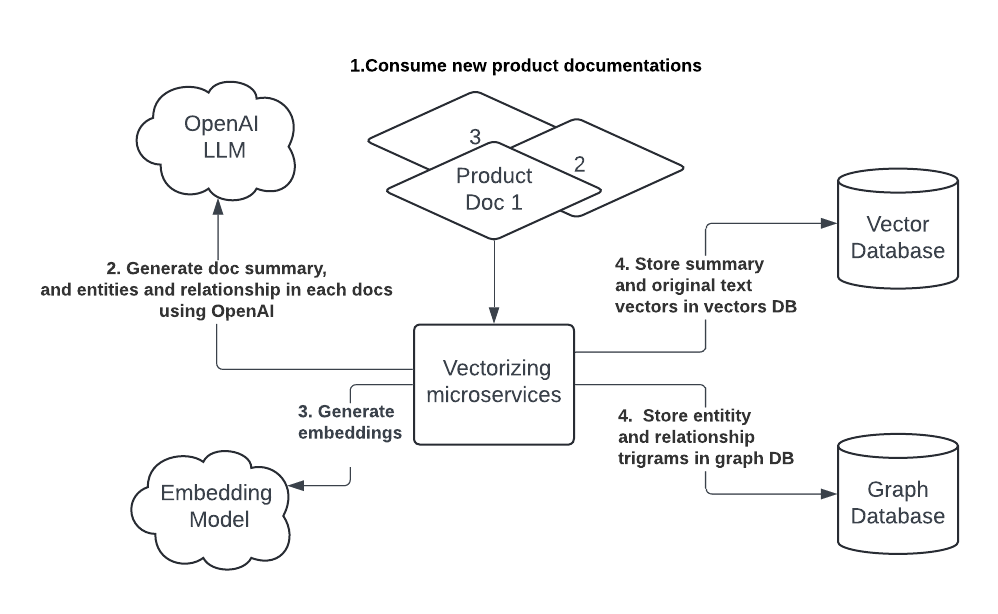 1.Consume new product documentations
OpenAI
LLM
3
2
Product
Doc 1
Vector
Database
2. Generate doc summary,
and entities and relationship in each docs
using OpenAI
4. Store summary
and original text
vectors in vectors DB
Vectorizing
microservices
3. Generate
embeddings
4.  Store entitity
and relationship
trigrams in graph DB
Embedding
Model
Graph
Database